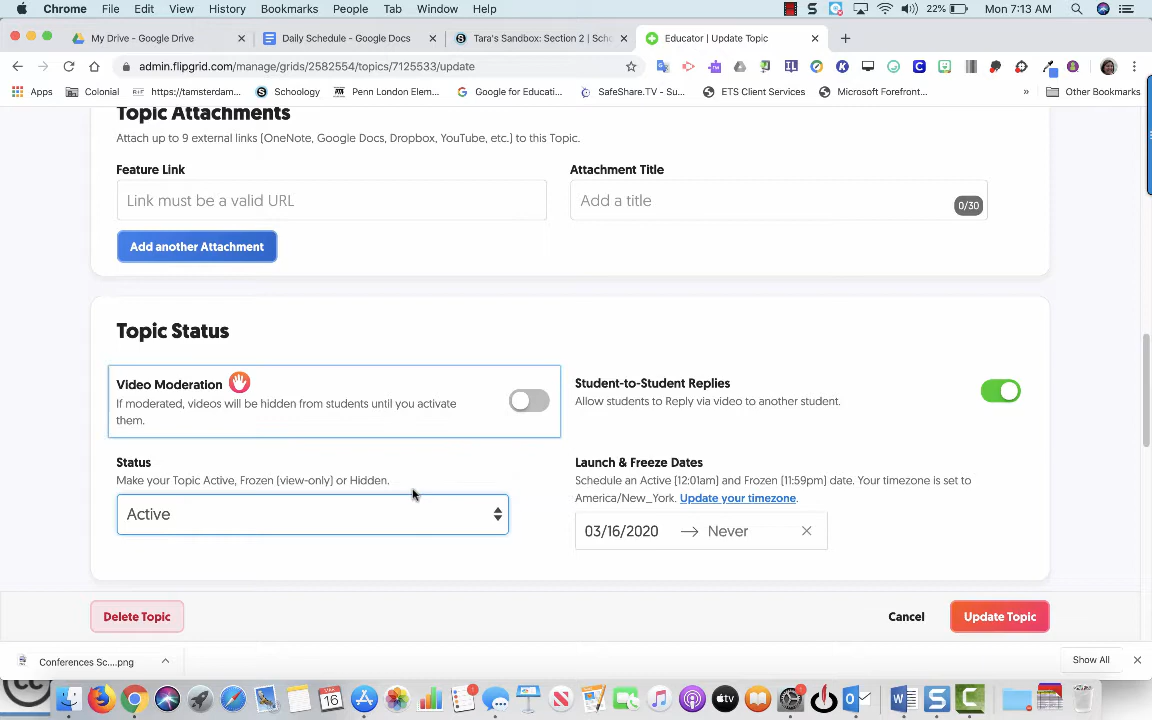 Chrome File Edit View History Bookmarks People Tab Window Help
22% Mon 7:13 AM
My Drive - Google Drive
Daily Schedule - Google Docs
Tara's Sandbox: Section 2 | Scho
Educator | Update Topic
admin.flipgrid.com/manage/grids/2582554/topics/7125533/update
Apps
Colonial
https://tamsterdam...
Schoology
Penn London Elem...
Google for Educati...
SafeShare.TV - Su...
ETS Client Services
Microsoft Forefront...
»
Other Bookmarks
Topic Attachments
Attach up to 9 external links (OneNote, Google Docs, Dropbox, YouTube, etc.) to this Topic.
Feature Link
Link must be a valid URL
Attachment Title
Add a title
0/30
Add another Attachment
Topic Status
Video Moderation
If moderated, videos will be hidden from students until you activate
them.
Student-to-Student Replies
Allow students to Reply via video to another student.
Status
Make your Topic Active, Frozen (view-only) or Hidden.
Active
Launch & Freeze Dates
Schedule an Active (12:01am) and Frozen (11:59pm) date. Your timezone is set to
America/New_York. Update your timezone.
03/16/2020 → Never
Delete Topic
Cancel
Update Topic
Conferences Sc....png
Show All